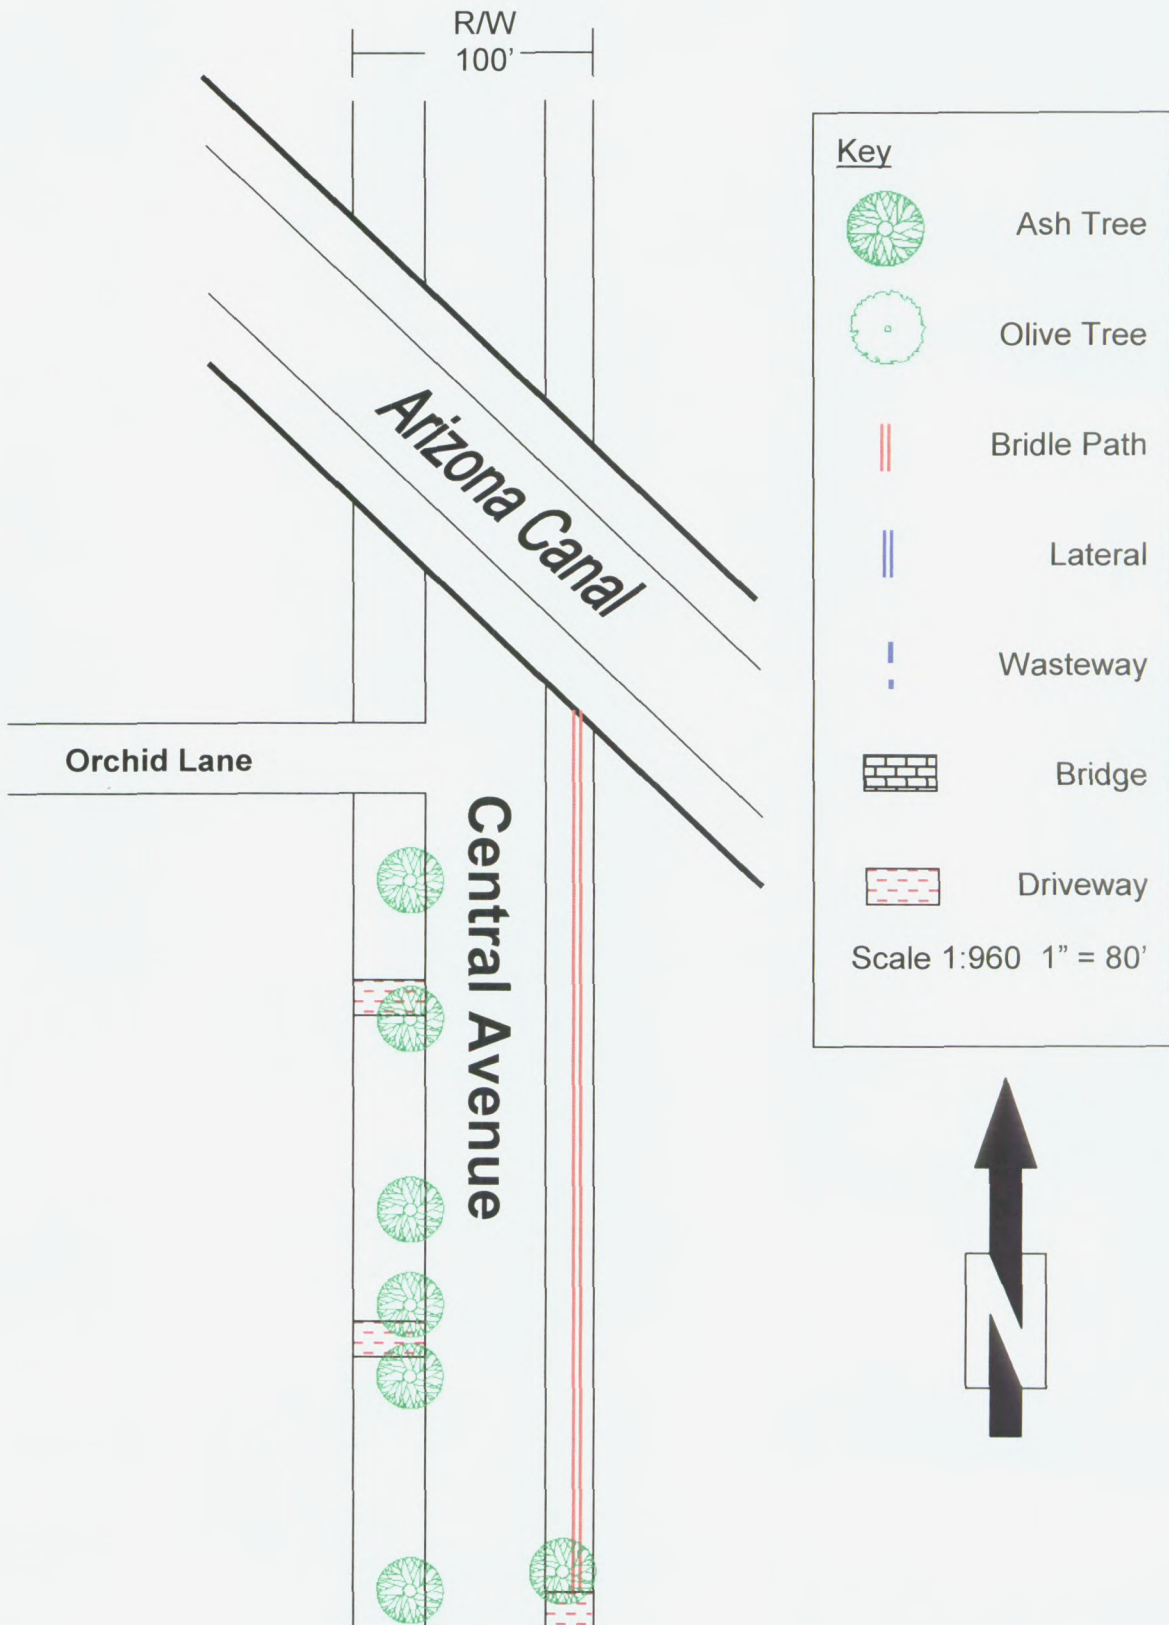 R/W
100'
Arizona Canal
Orchid Lane
Central Avenue
Key
Ash Tree
Olive Tree
Bridle Path
Lateral
Wasteway
Bridge
Driveway
Scale 1:960 1" = 80'
N